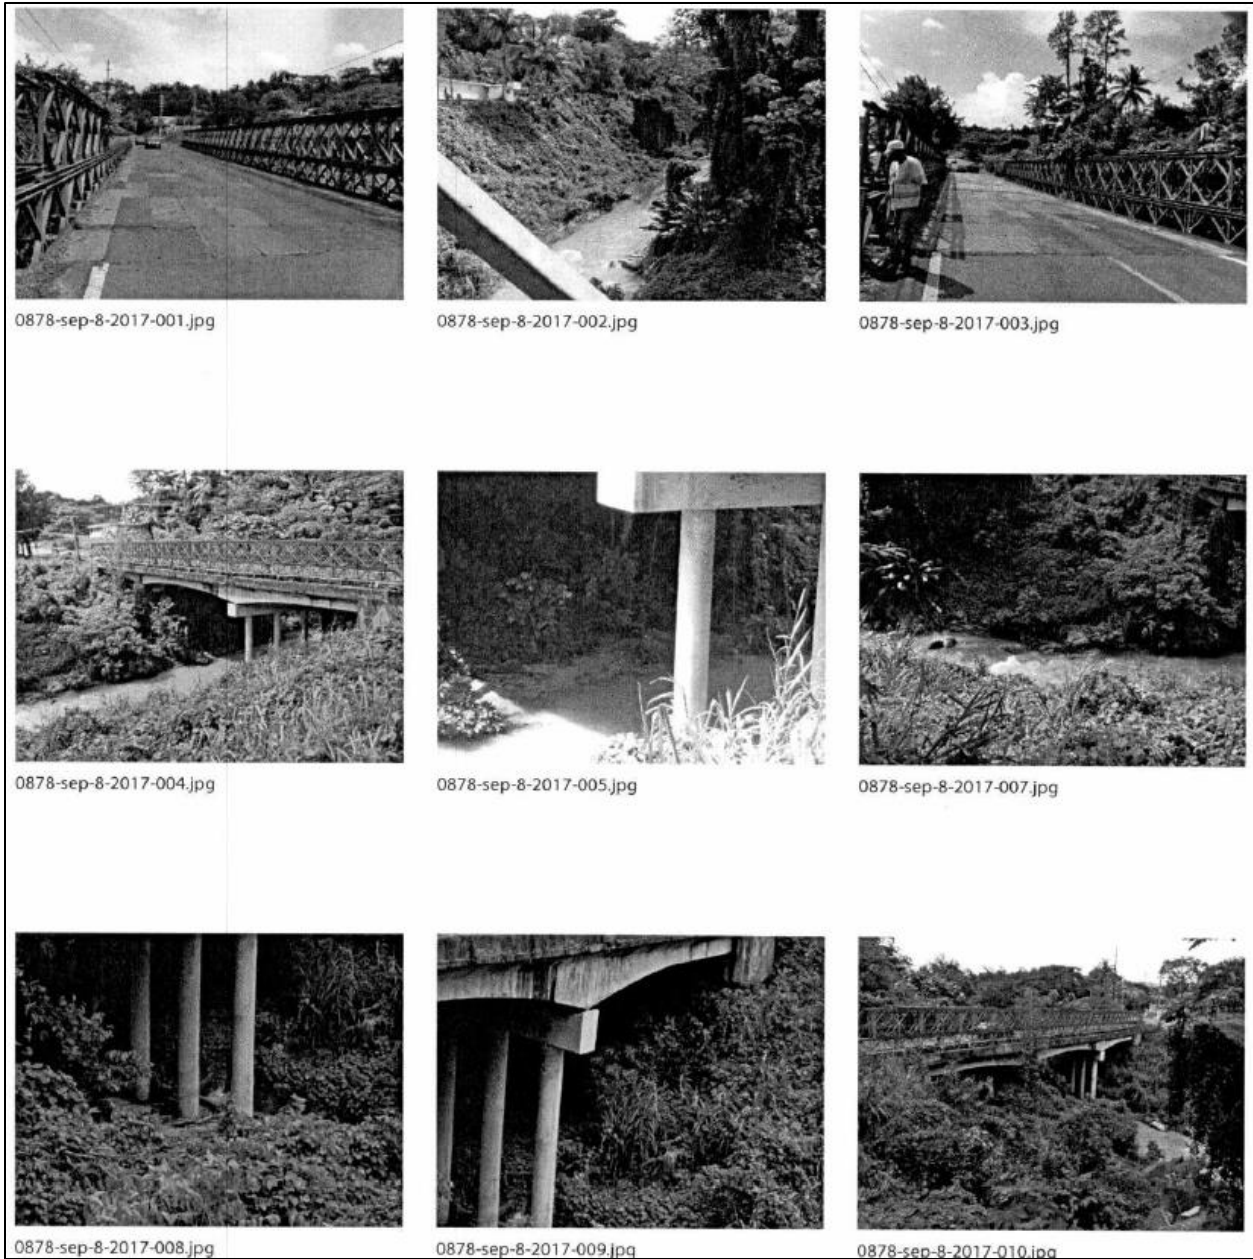 0878-sep-8-2017-001.jpg
0878-sep-8-2017-002.jpg
0878-sep-8-2017-003.jpg
0878-sep-8-2017-004.jpg
0878-sep-8-2017-005.jpg
0878-sep-8-2017-007.jpg
0878-sep-8-2017-008.jpg
0878-sep-8-2017-009.jpg
0878-sep-8-2017-010.jpg